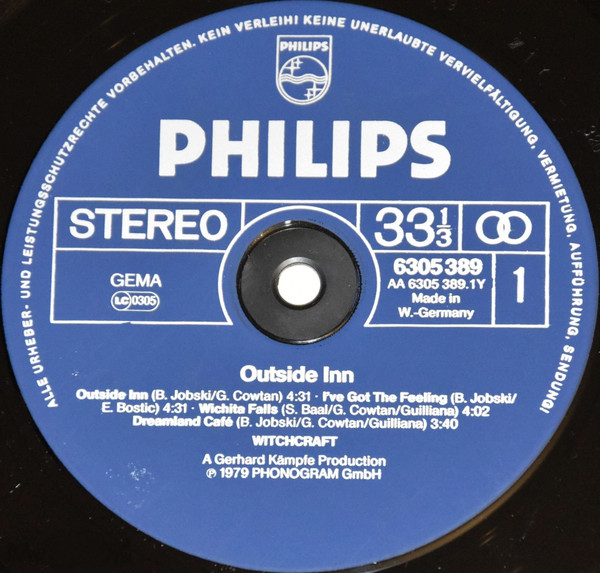 ALLE URHEBER- UND LEISTUNGSSCHUTZRECHTE VORBEHALTEN. KEIN VERLEIH! KEINE UNERLAUBTE VERVIELFÄLTIGUNG, VERMIETUNG, AUFFÜHRUNG, SENDUNG!
PHILIPS
PHILIPS
STEREO
33 1/3
GEMA
LC 0305
6305 389
AA 6305 389.1Y
Made in
W.-Germany
1
Outside Inn
Outside Inn (B. Jobski/G. Cowtan) 4:31 · I've Got The Feeling (B. Jobski/
E. Bostic) 4:31 · Wichita Falls (S. Baal/G. Cowtan/Guilliana) 4:02
Dreamland Café (B. Jobski/G. Cowtan/Guilliana) 3:40
WITCHCRAFT
A Gerhard Kämpfe Production
℗ 1979 PHONOGRAM GmbH